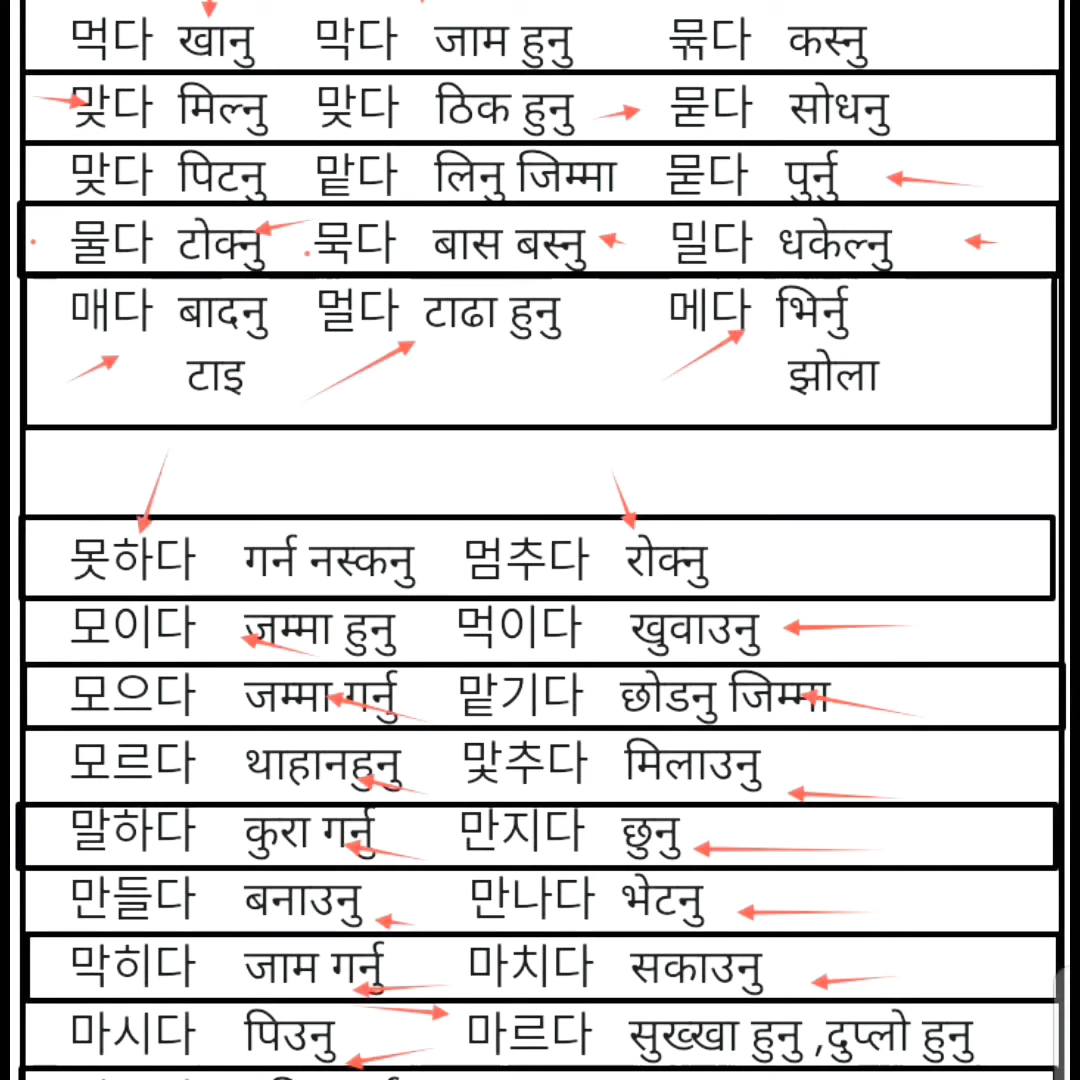 먹다 खानु 막다 जाम हुनु 묶다 कस्नु
맞다 मिल्नु 맞다 ठिक हुनु 묻다 सोधनु
맞다 पिटनु 맡다 लिनु जिम्मा 묻다 पुर्नु
물다 टोक्नु 묵다 बास बस्नु 밀다 धकेल्नु
매다 बादनु 멀다 टाढा हुनु 메다 भिर्नु
टाइ झोला
못하다 गर्न नस्कनु 멈추다 रोक्नु
모이다 जम्मा हुनु 먹이다 खुवाउनु
모으다 जम्मा गर्नु 맡기다 छोडनु जिम्मा
모르다 थाहानहुनु 맞추다 मिलाउनु
말하다 कुरा गर्नु 만지다 छुनु
만들다 बनाउनु 만나다 भेटनु
막히다 जाम गर्नु 마치다 सकाउनु
마시다 पिउनु 마르다 सुख्खा हुनु ,दुप्लो हुनु